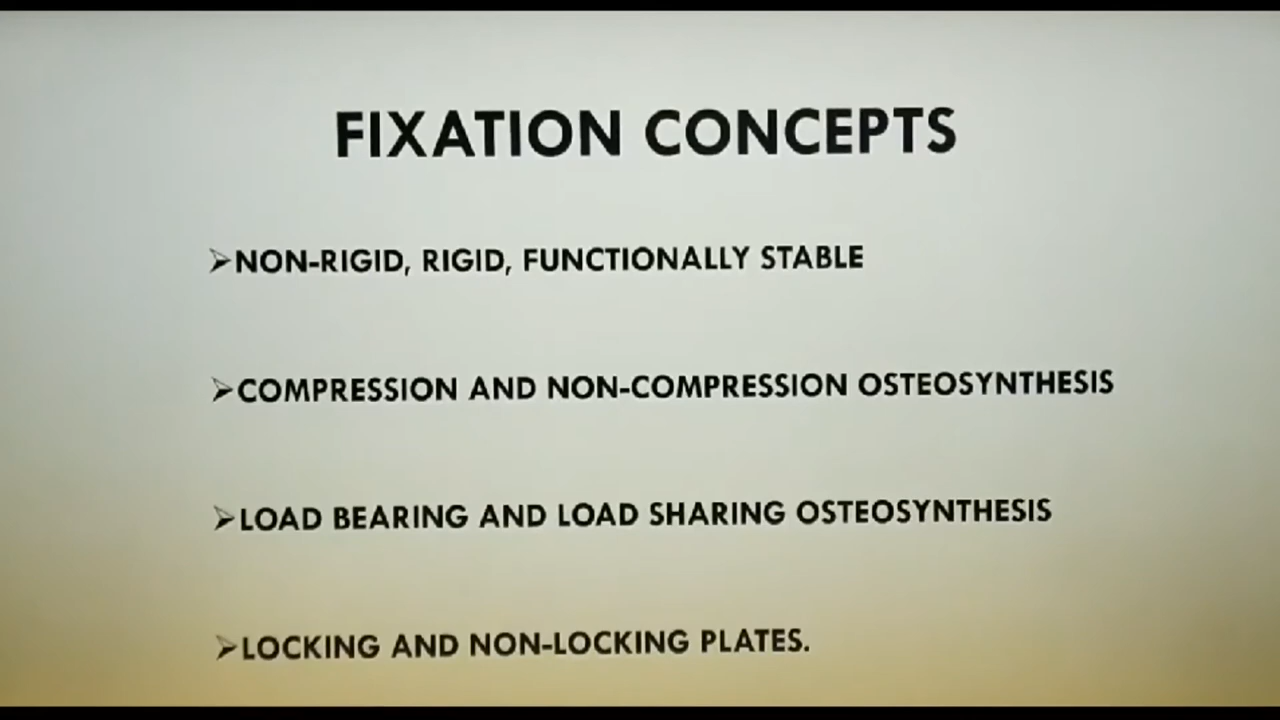 FIXATION CONCEPTS
➢NON-RIGID, RIGID, FUNCTIONALLY STABLE
➢COMPRESSION AND NON-COMPRESSION OSTEOSYNTHESIS
➢LOAD BEARING AND LOAD SHARING OSTEOSYNTHESIS
➢LOCKING AND NON-LOCKING PLATES.